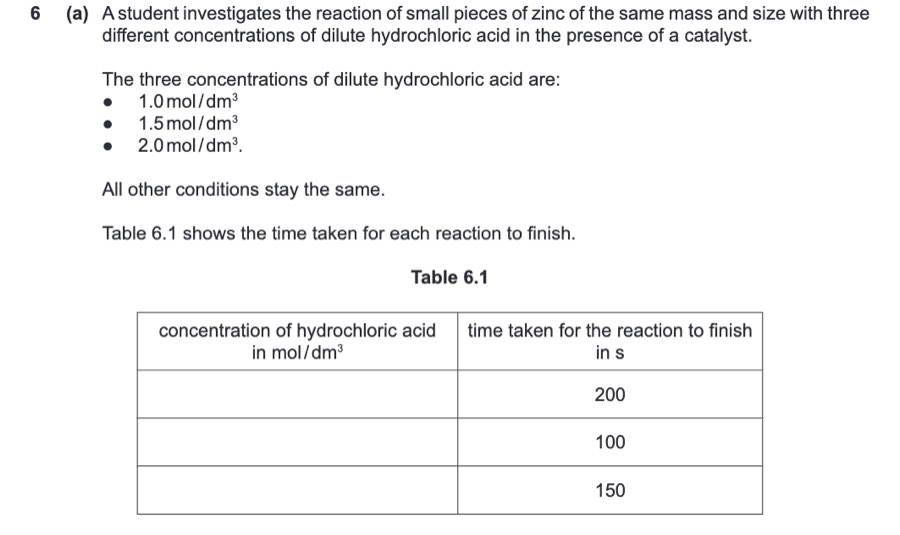 6 (a) A student investigates the reaction of small pieces of zinc of the same mass and size with three
different concentrations of dilute hydrochloric acid in the presence of a catalyst.
The three concentrations of dilute hydrochloric acid are:
• 1.0 mol/dm³
• 1.5 mol/dm³
• 2.0 mol/dm³.
All other conditions stay the same.
Table 6.1 shows the time taken for each reaction to finish.
Table 6.1
concentration of hydrochloric acid
in mol/dm³
time taken for the reaction to finish
in s
200
100
150